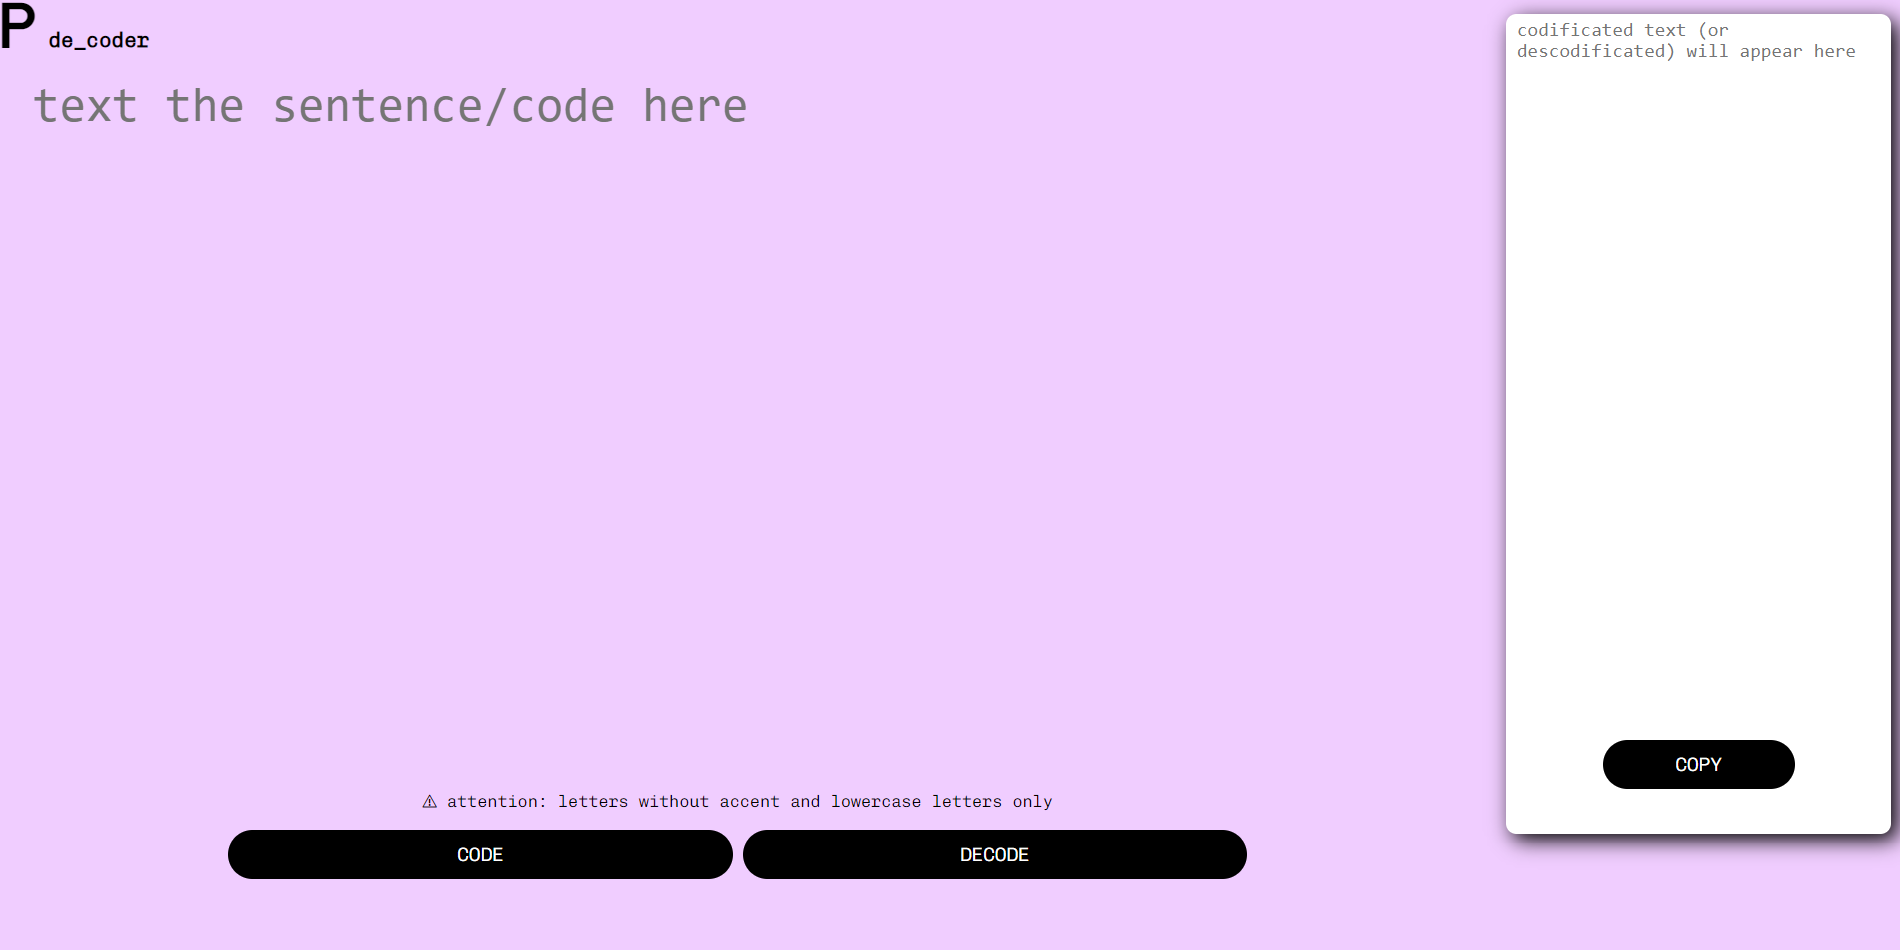 P de_coder
text the sentence/code here
codificated text (or
descodificated) will appear here
COPY
⚠ attention: letters without accent and lowercase letters only
CODE
DECODE